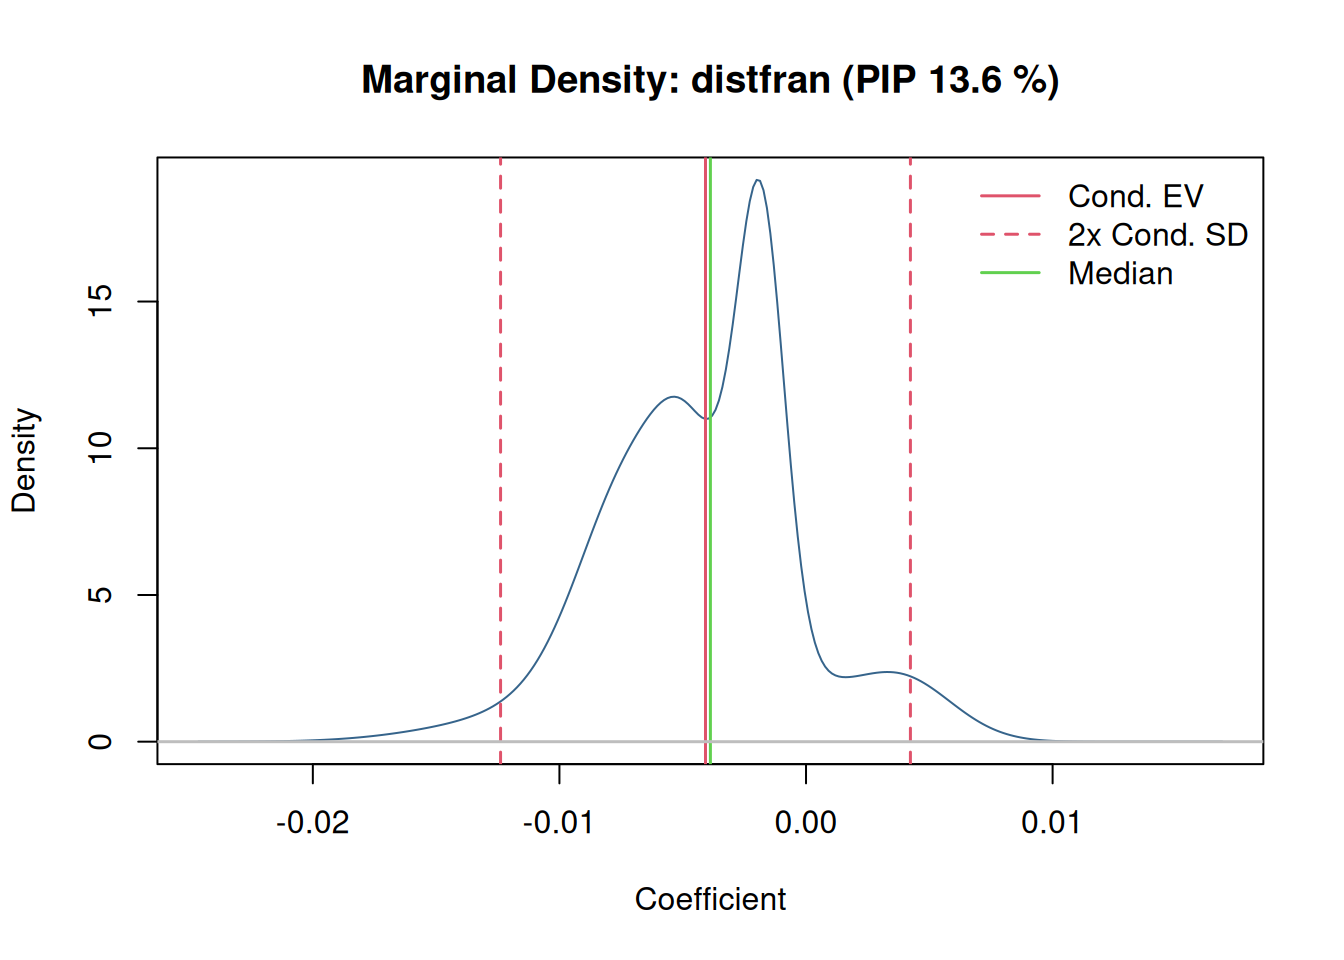 Marginal Density: distfran (PIP 13.6 %)
Cond. EV
2x Cond. SD
Median
Density
15
10
5
0
-0.02
-0.01
0.00
0.01
Coefficient